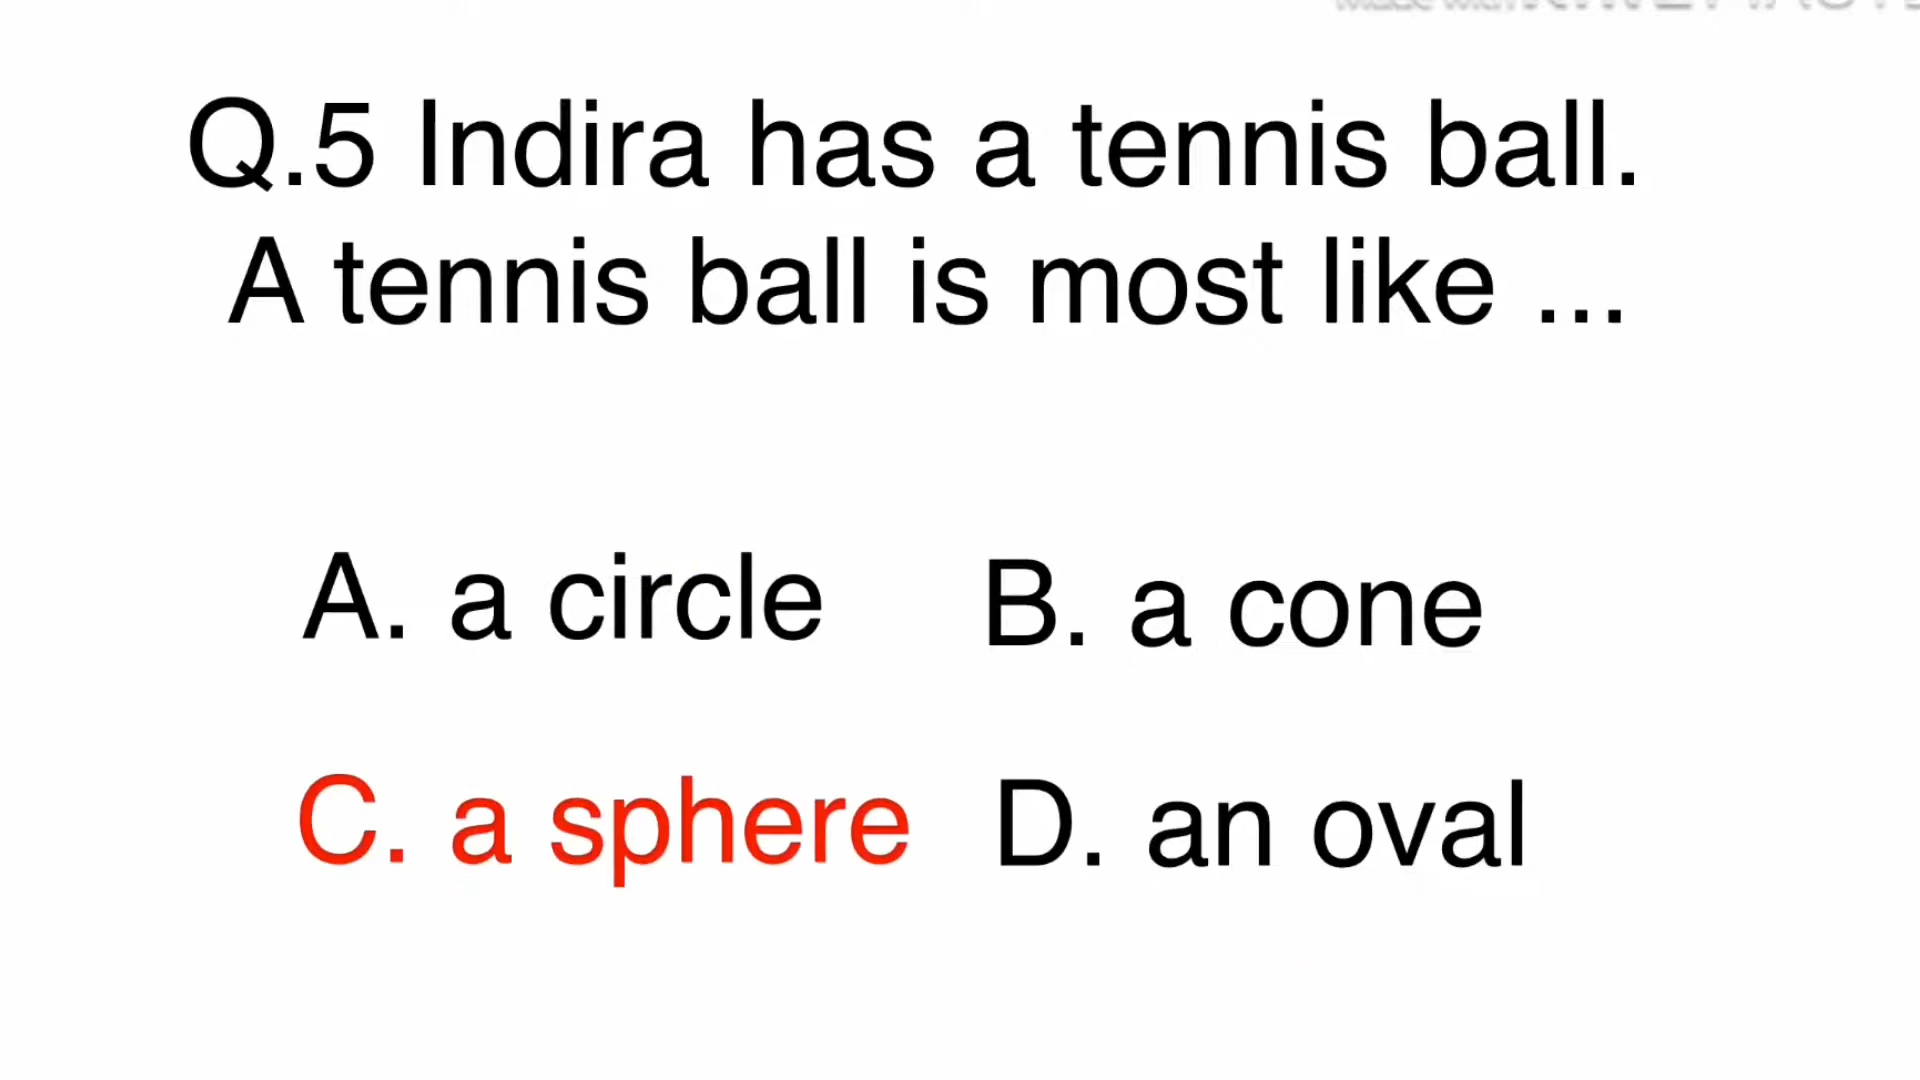 Q.5 Indira has a tennis ball.
A tennis ball is most like ...
A. a circle
B. a cone
C. a sphere
D. an oval